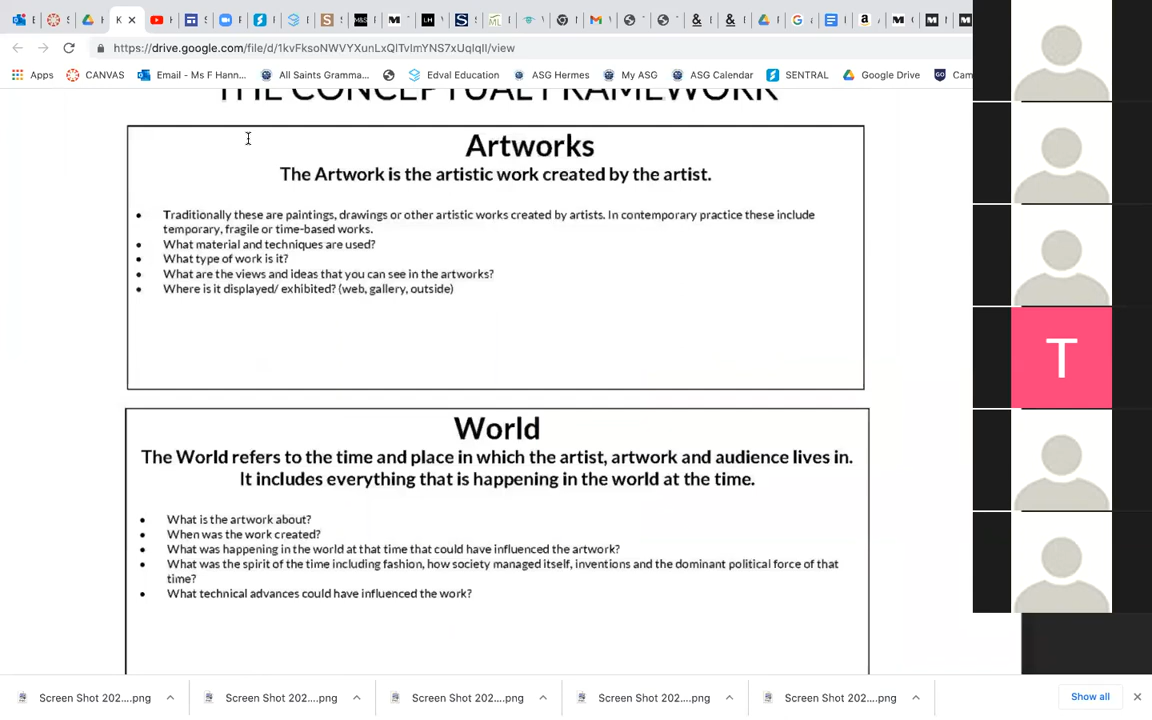 https://drive.google.com/file/d/1kvFksoNWVYXunLxQITvImYNS7xUqIqII/view
Apps CANVAS Email - Ms F Hann... All Saints Gramma... Edval Education ASG Hermes My ASG ASG Calendar SENTRAL Google Drive Cam
THE CONCEPTUAL FRAMEWORK
Artworks
The Artwork is the artistic work created by the artist.
• Traditionally these are paintings, drawings or other artistic works created by artists. In contemporary practice these include
temporary, fragile or time-based works.
• What material and techniques are used?
• What type of work is it?
• What are the views and ideas that you can see in the artworks?
• Where is it displayed/ exhibited? (web, gallery, outside)
T
World
The World refers to the time and place in which the artist, artwork and audience lives in.
It includes everything that is happening in the world at the time.
• What is the artwork about?
• When was the work created?
• What was happening in the world at that time that could have influenced the artwork?
• What was the spirit of the time including fashion, how society managed itself, inventions and the dominant political force of that
time?
• What technical advances could have influenced the work?
Screen Shot 202....png Screen Shot 202....png Screen Shot 202....png Screen Shot 202....png Screen Shot 202....png Show all